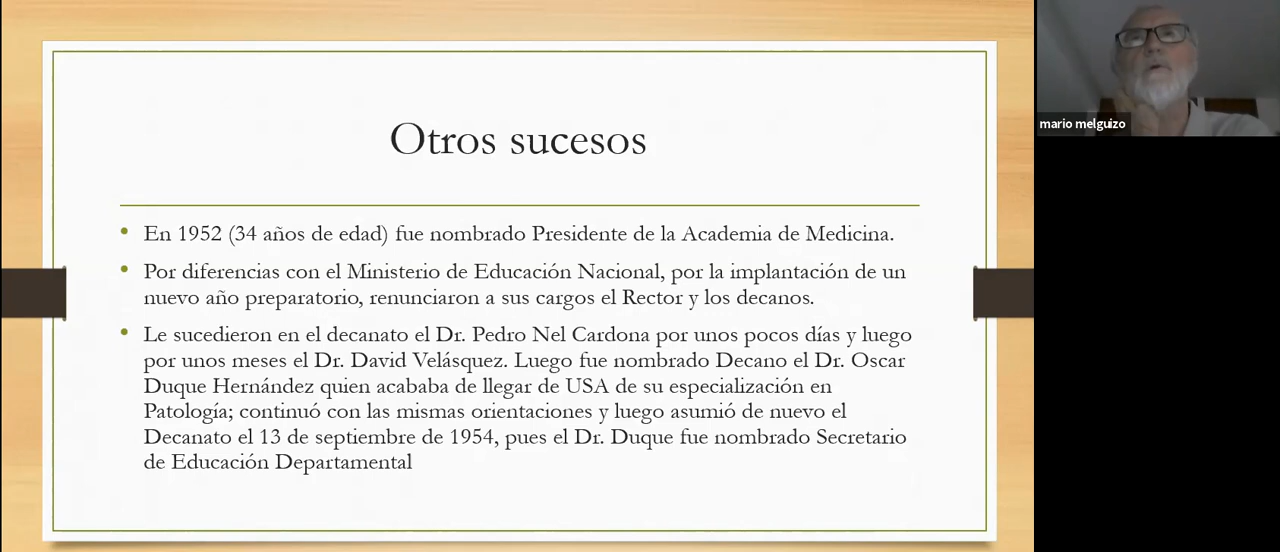 Otros sucesos
• En 1952 (34 años de edad) fue nombrado Presidente de la Academia de Medicina.
• Por diferencias con el Ministerio de Educación Nacional, por la implantación de un
nuevo año preparatorio, renunciaron a sus cargos el Rector y los decanos.
• Le sucedieron en el decanato el Dr. Pedro Nel Cardona por unos pocos días y luego
por unos meses el Dr. David Velásquez. Luego fue nombrado Decano el Dr. Oscar
Duque Hernández quien acababa de llegar de USA de su especialización en
Patología; continuó con las mismas orientaciones y luego asumió de nuevo el
Decanato el 13 de septiembre de 1954, pues el Dr. Duque fue nombrado Secretario
de Educación Departamental
mario melguizo